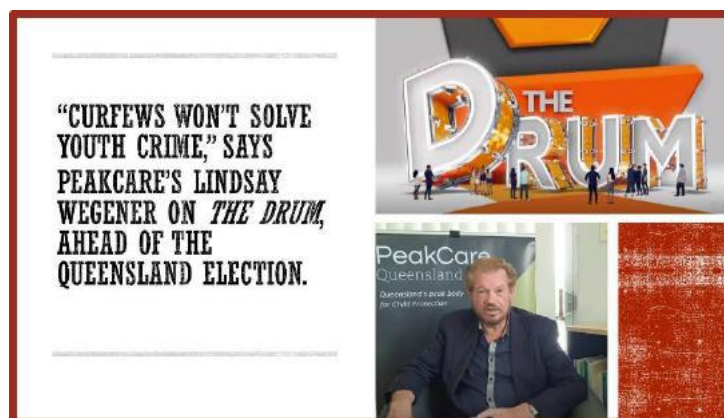 “CURFEWS WON’T SOLVE
YOUTH CRIME,” SAYS
PEAKCARE’S LINDSAY
WEGENER ON THE DRUM,
AHEAD OF THE
QUEENSLAND ELECTION.
THE
DRUM
PeakCare
Queensland
Queensland's peak body
for Child Protection